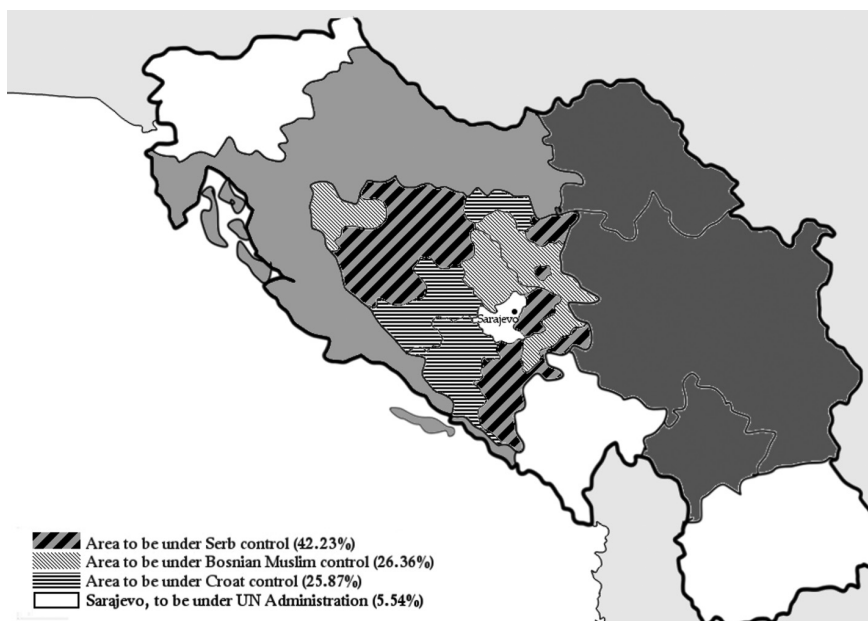 Sarajevo
Area to be under Serb control (42.23%)
Area to be under Bosnian Muslim control (26.36%)
Area to be under Croat control (25.87%)
Sarajevo, to be under UN Administration (5.54%)